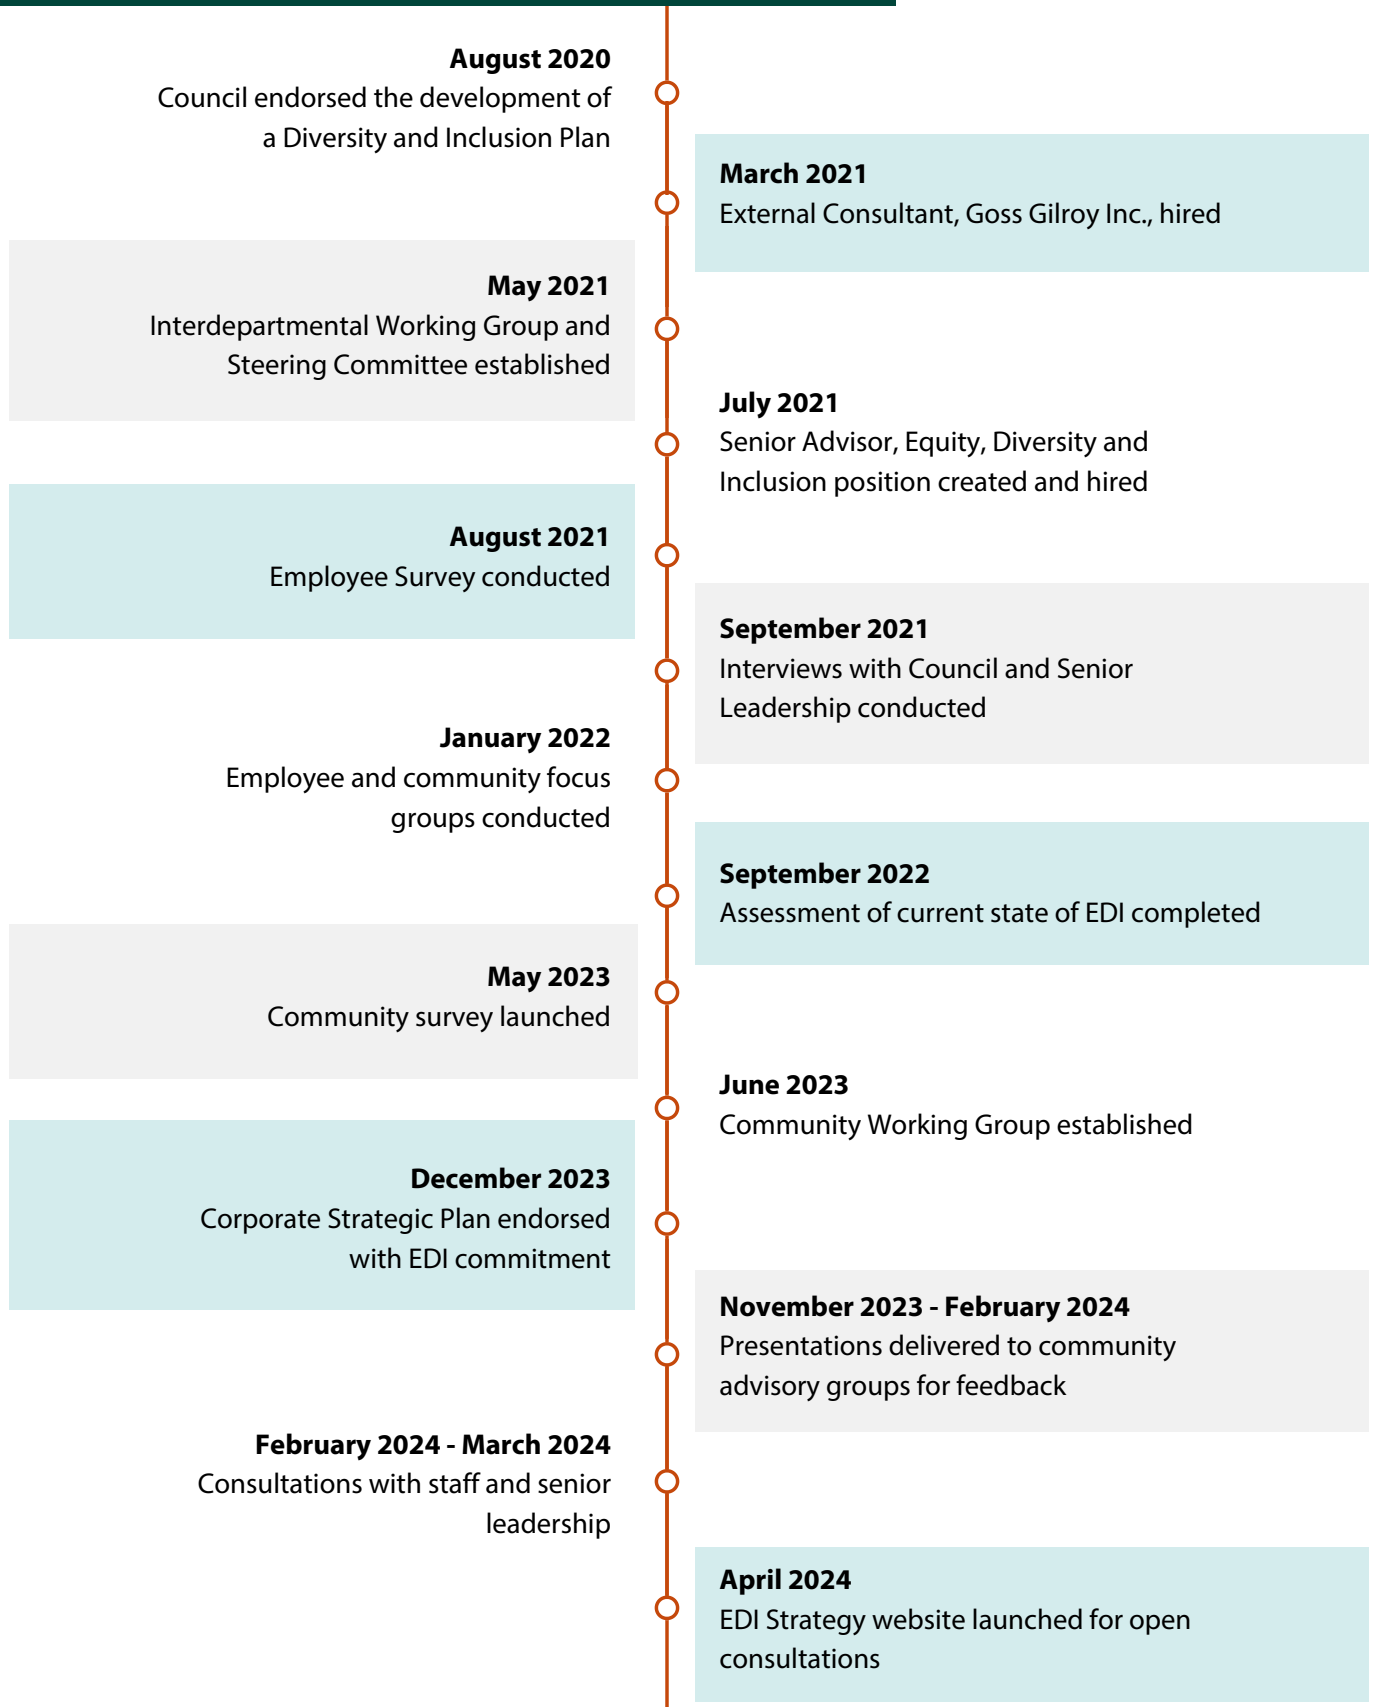 August 2020
Council endorsed the development of
a Diversity and Inclusion Plan
March 2021
External Consultant, Goss Gilroy Inc., hired
May 2021
Interdepartmental Working Group and
Steering Committee established
July 2021
Senior Advisor, Equity, Diversity and
Inclusion position created and hired
August 2021
Employee Survey conducted
September 2021
Interviews with Council and Senior
Leadership conducted
January 2022
Employee and community focus
groups conducted
September 2022
Assessment of current state of EDI completed
May 2023
Community survey launched
June 2023
Community Working Group established
December 2023
Corporate Strategic Plan endorsed
with EDI commitment
November 2023 - February 2024
Presentations delivered to community
advisory groups for feedback
February 2024 - March 2024
Consultations with staff and senior
leadership
April 2024
EDI Strategy website launched for open
consultations